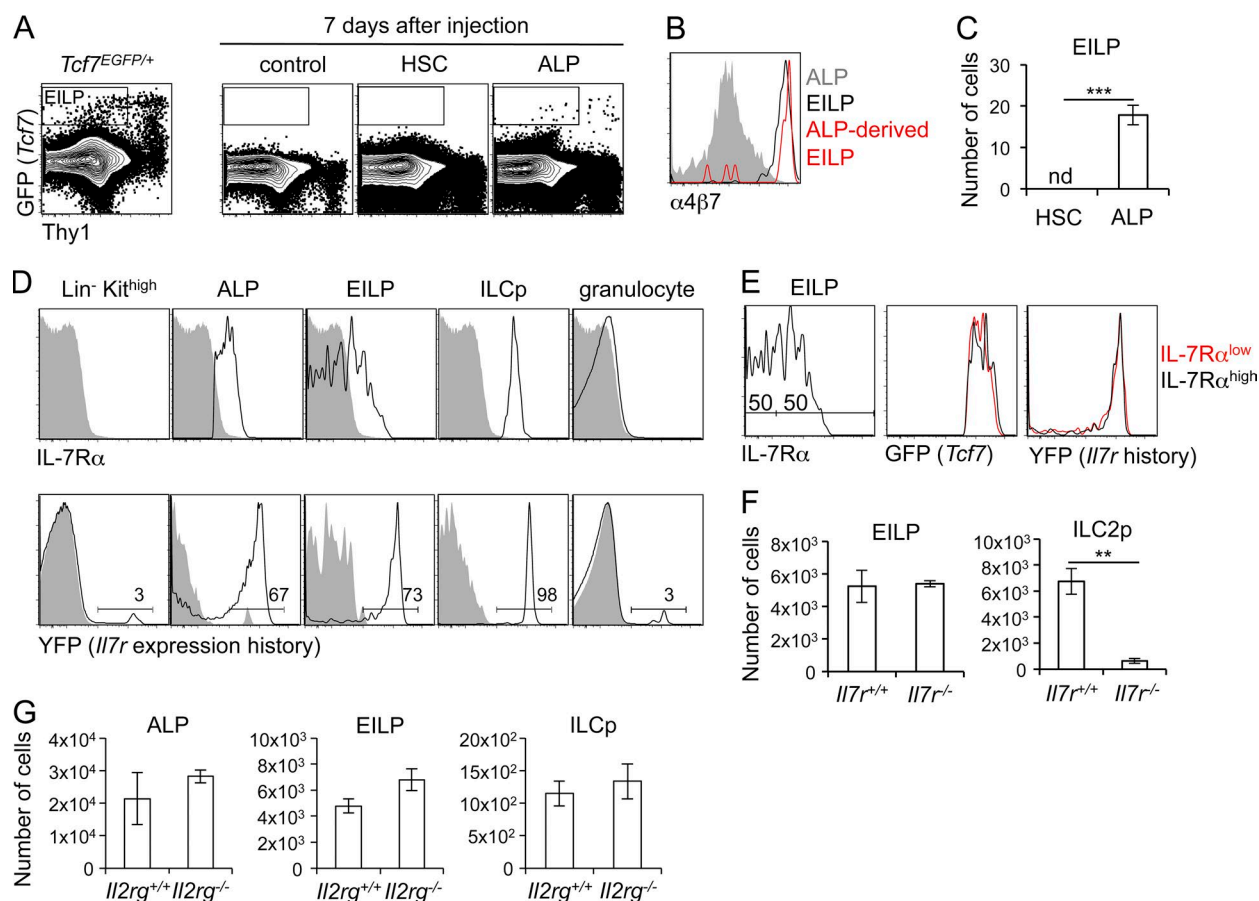 A
7 days after injection
Tcf7EGFP/+
control
HSC
ALP
EILP
GFP (Tcf7)
Thy1
B
ALP
EILP
ALP-derived
EILP
α4β7
C
EILP
Number of cells
30
20
10
0
***
nd
HSC
ALP
D
Lin- Kithigh
ALP
EILP
ILCp
granulocyte
IL-7Rα
3
67
73
98
3
YFP (Il7r expression history)
E
EILP
50 50
IL-7Rα
GFP (Tcf7)
YFP (Il7r history)
IL-7Rαlow
IL-7Rαhigh
F
EILP
Number of cells
8x10³
6x10³
4x10³
2x10³
0
Il7r+/+ Il7r-/-
ILC2p
10x10³
8x10³
6x10³
4x10³
2x10³
0
**
Il7r+/+ Il7r-/-
G
ALP
Number of cells
4x10⁴
3x10⁴
2x10⁴
1x10⁴
0
Il2rg+/+ Il2rg-/-
EILP
10x10³
8x10³
6x10³
4x10³
2x10³
0
Il2rg+/+ Il2rg-/-
ILCp
20x10²
15x10²
10x10²
5x10²
0
Il2rg+/+ Il2rg-/-